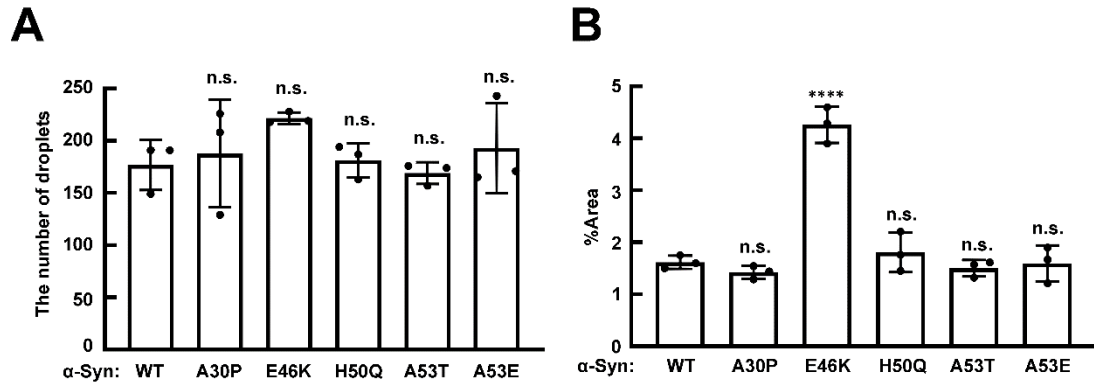 A
The number of droplets
250
200
150
100
50
0
n.s.
n.s.
n.s.
n.s.
n.s.
α-Syn: WT A30P E46K H50Q A53T A53E
B
%Area
5
4
3
2
1
0
n.s.
****
n.s.
n.s.
n.s.
α-Syn: WT A30P E46K H50Q A53T A53E